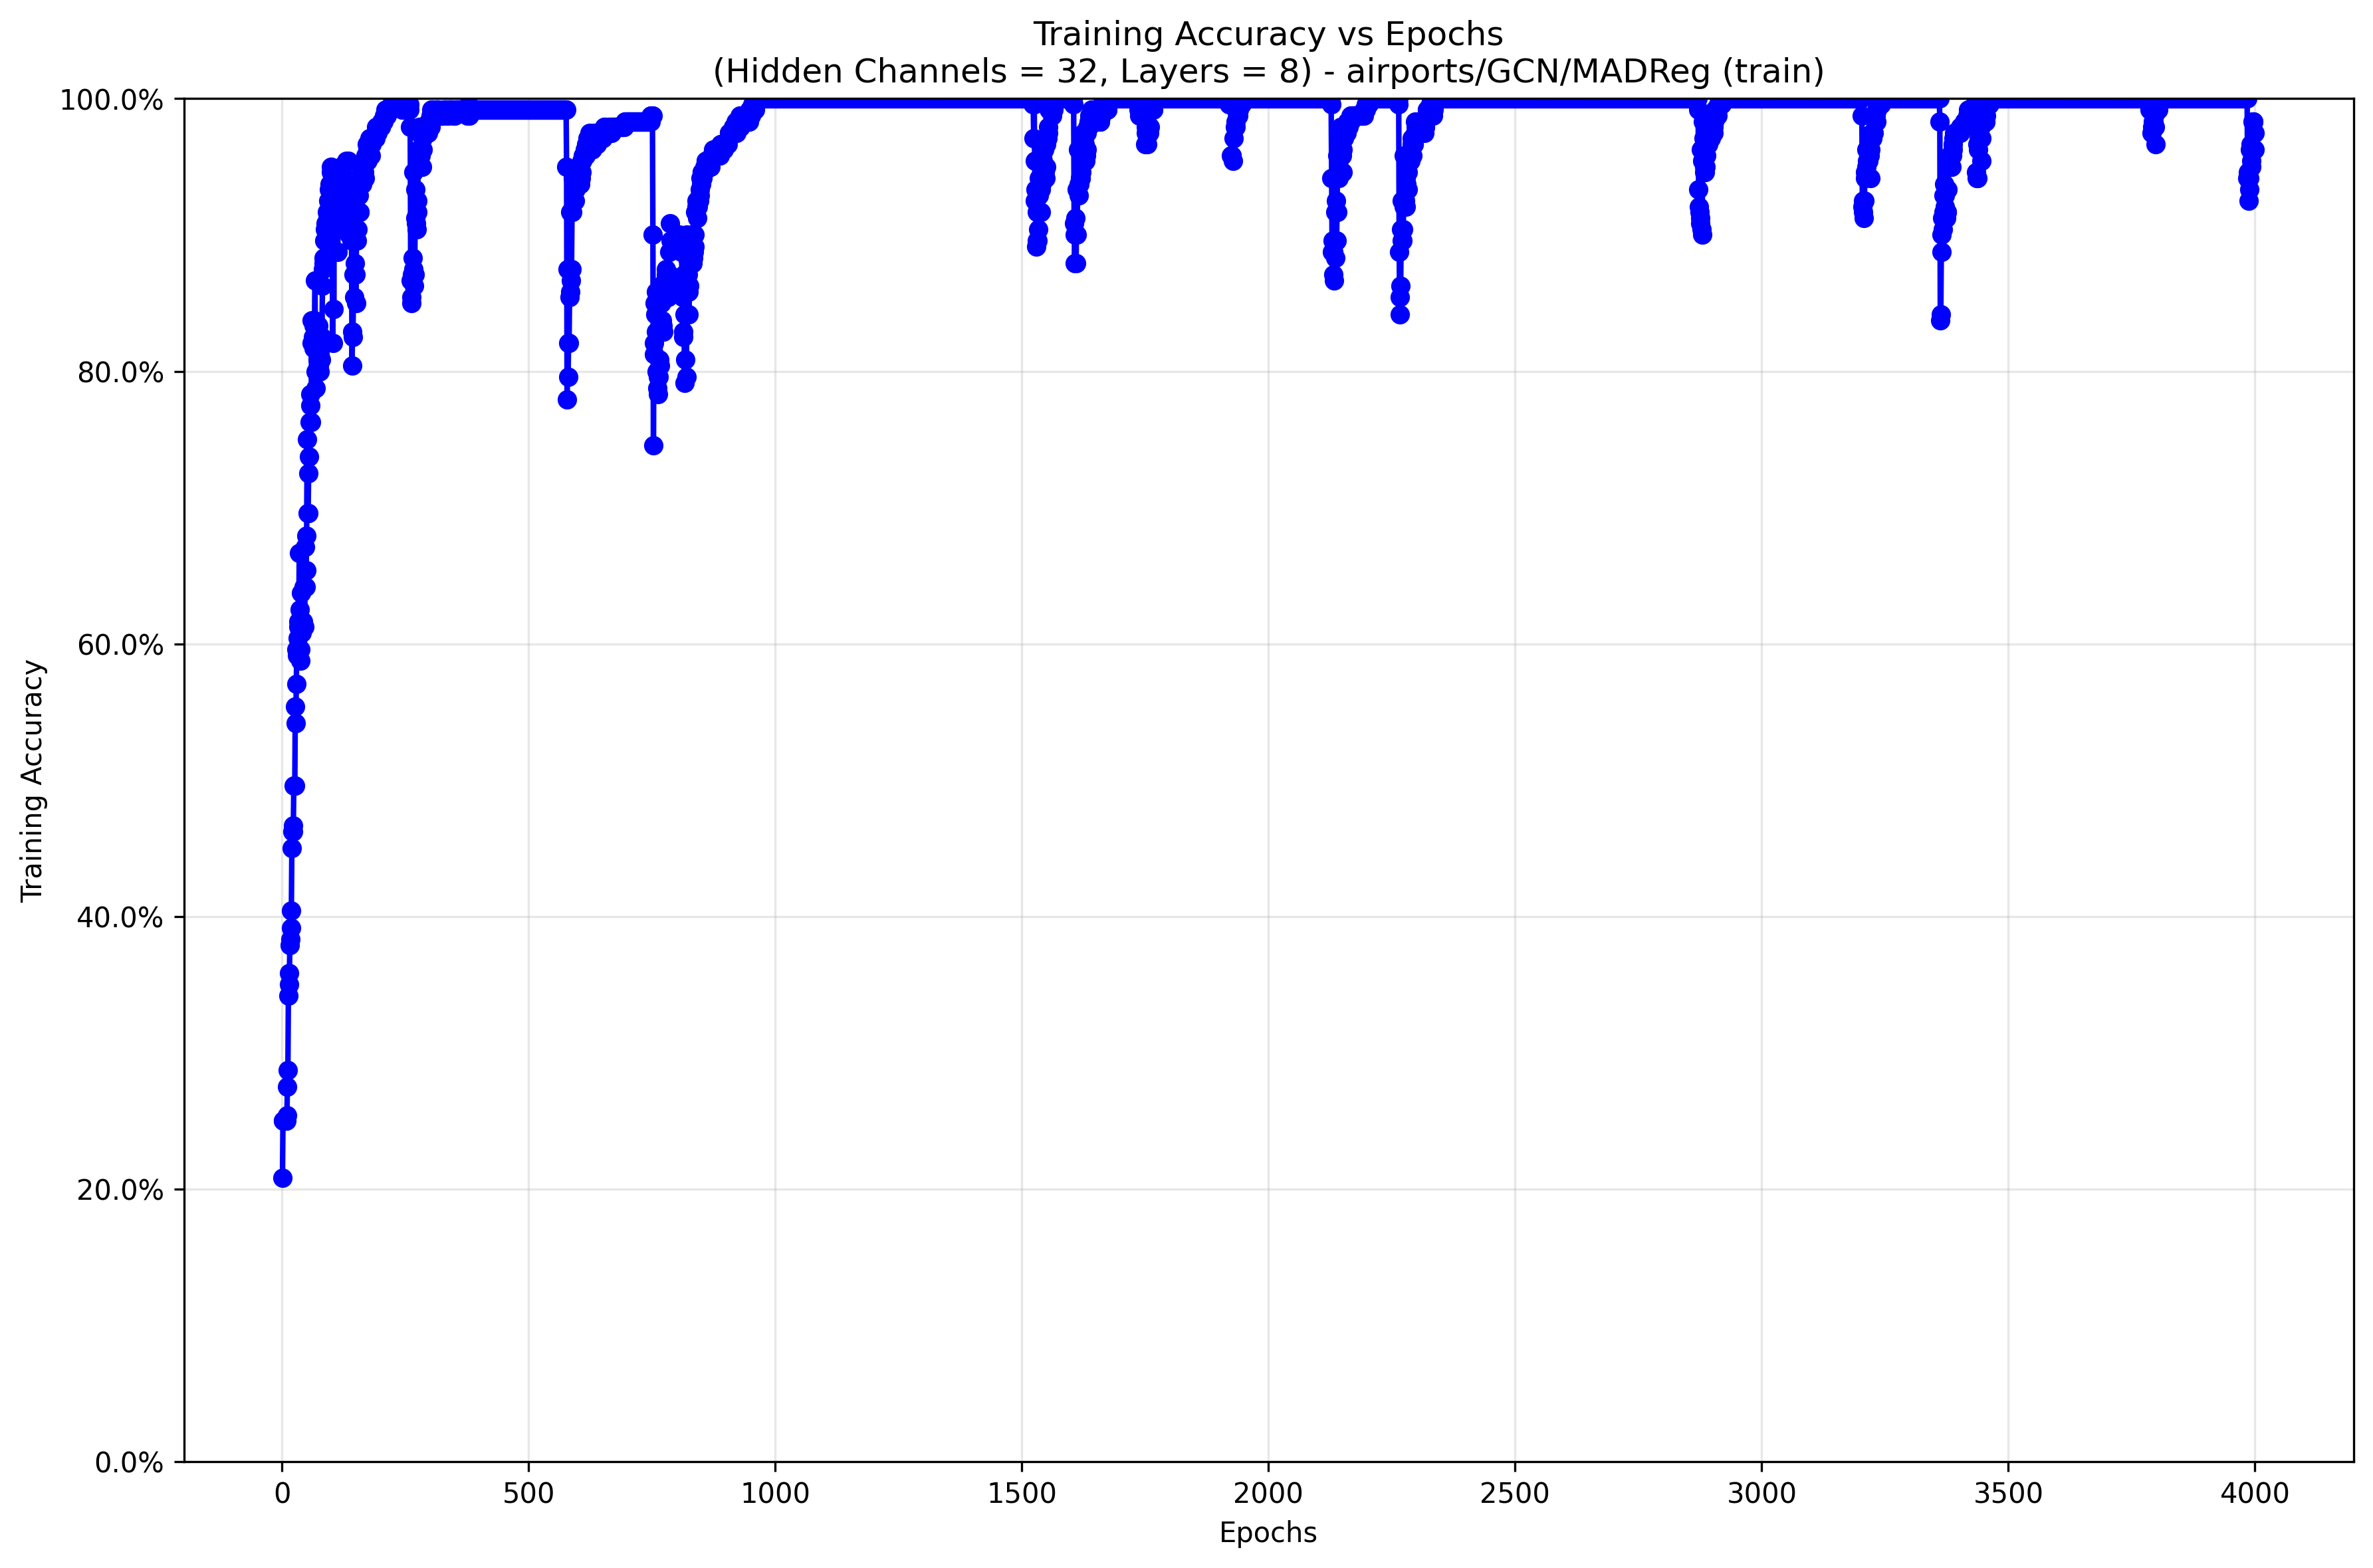 Training Accuracy vs Epochs
(Hidden Channels = 32, Layers = 8) - airports/GCN/MADReg (train)
Training Accuracy
100.0%
80.0%
60.0%
40.0%
20.0%
0.0%
0 500 1000 1500 2000 2500 3000 3500 4000
Epochs